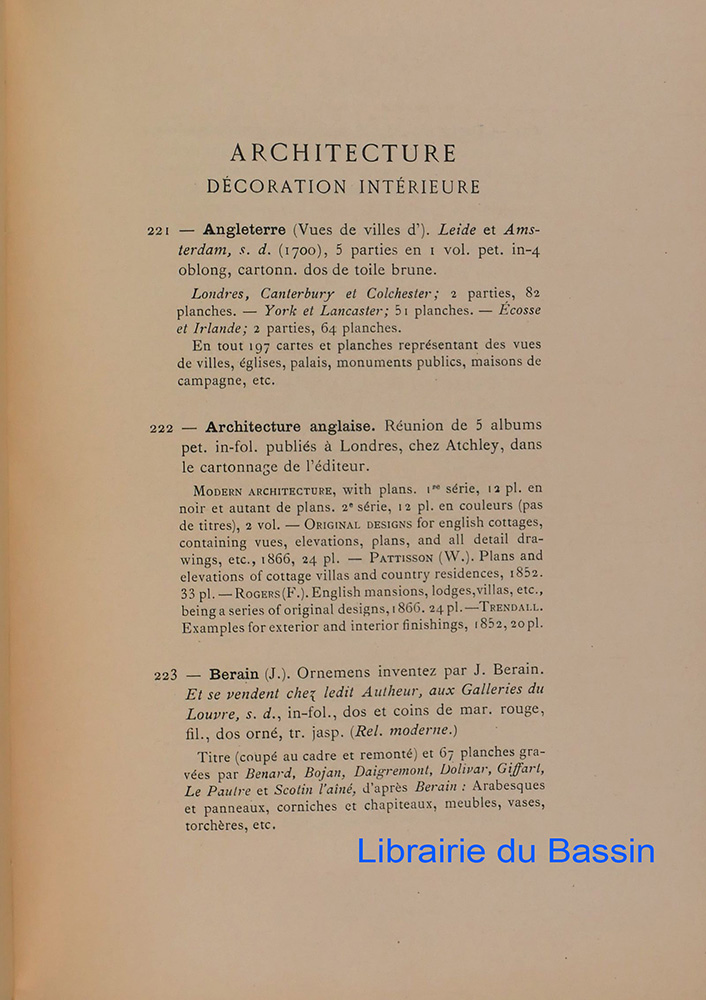 ARCHITECTURE
DÉCORATION INTÉRIEURE
221 — Angleterre (Vues de villes d'). Leide et Ams-
terdam, s. d. (1700), 5 parties en 1 vol. pet. in-4
oblong, cartonn. dos de toile brune.
Londres, Canterbury et Colchester; 2 parties, 82
planches. — York et Lancaster; 51 planches. — Écosse
et Irlande; 2 parties, 64 planches.
En tout 197 cartes et planches représentant des vues
de villes, églises, palais, monuments publics, maisons de
campagne, etc.
222 — Architecture anglaise. Réunion de 5 albums
pet. in-fol. publiés à Londres, chez Atchley, dans
le cartonnage de l'éditeur.
MODERN ARCHITECTURE, with plans. 1re série, 12 pl. en
noir et autant de plans. 2e série, 12 pl. en couleurs (pas
de titres), 2 vol. — ORIGINAL DESIGNS for english cottages,
containing vues, elevations, plans, and all detail dra-
wings, etc., 1866, 24 pl. — PATTISSON (W.). Plans and
elevations of cottage villas and country residences, 1852.
33 pl. — ROGERS (F.). English mansions, lodges, villas, etc.,
being a series of original designs, 1866. 24 pl. — TRENDALL.
Examples for exterior and interior finishings, 1852, 20 pl.
223 — Berain (J.). Ornemens inventez par J. Berain.
Et se vendent chez ledit Autheur, aux Galleries du
Louvre, s. d., in-fol., dos et coins de mar. rouge,
fil., dos orné, tr. jasp. (Rel. moderne.)
Titre (coupé au cadre et remonté) et 67 planches gra-
vées par Benard, Bojan, Daigremont, Dolivar, Giffart,
Le Pautre et Scotin l'ainé, d'après Berain : Arabesques
et panneaux, corniches et chapiteaux, meubles, vases,
torchères, etc.
Librairie du Bassin